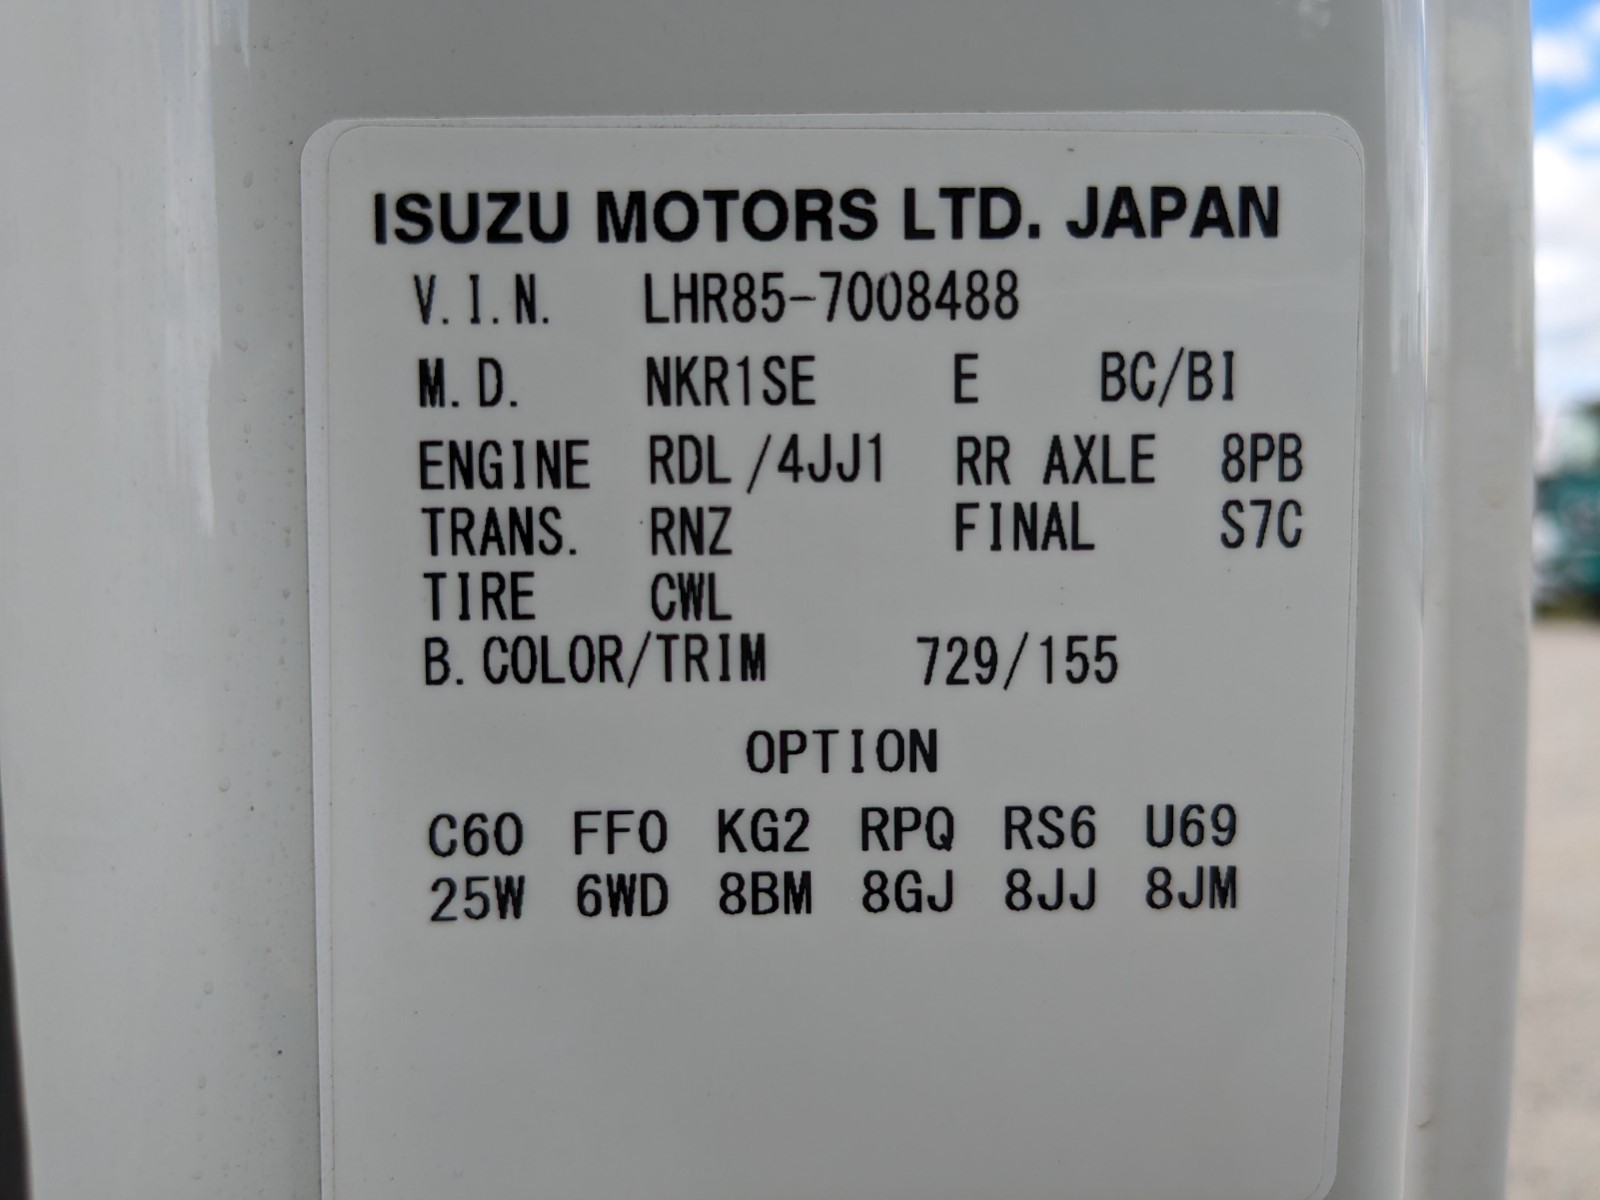 ISUZU MOTORS LTD. JAPAN
V.I.N. LHR85-7008488
M.D. NKR1SE E BC/BI
ENGINE RDL/4JJ1 RR AXLE 8PB
TRANS. RNZ FINAL S7C
TIRE CWL
B.COLOR/TRIM 729/155
OPTION
C60 FF0 KG2 RPQ RS6 U69
25W 6WD 8BM 8GJ 8JJ 8JM